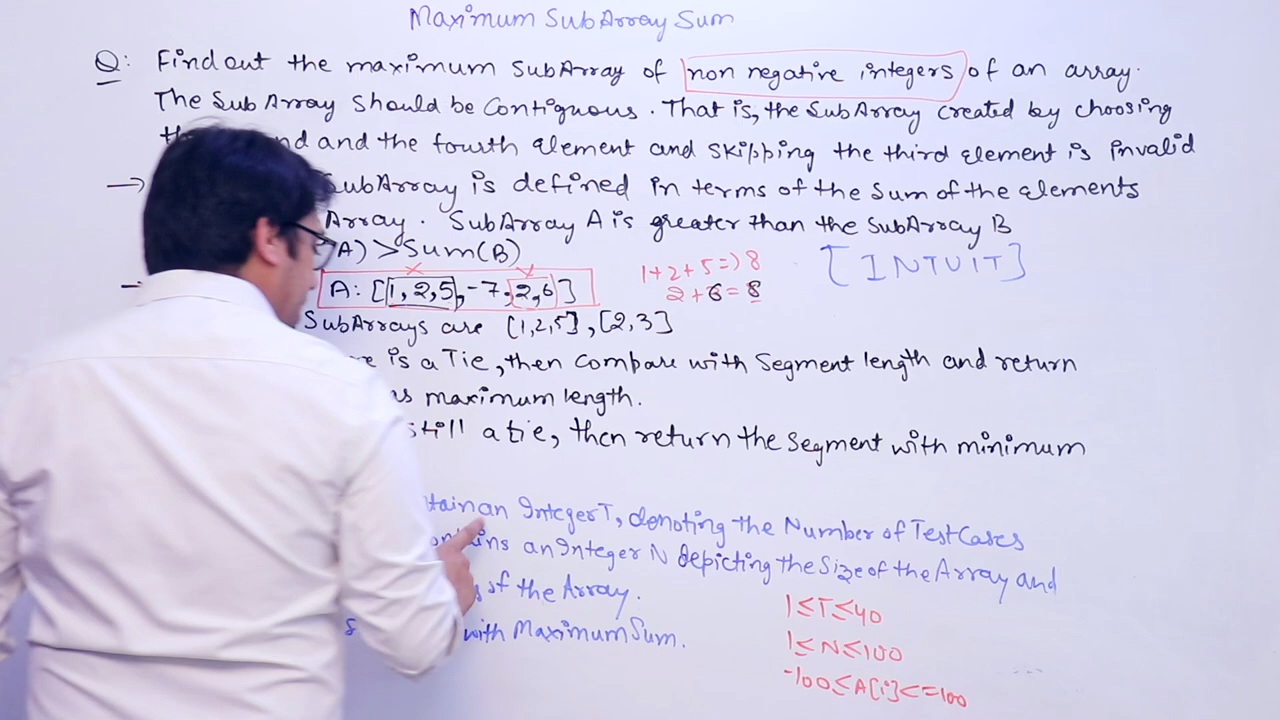 Maximum SubArray Sum
Q: Find out the maximum SubArray of non negative integers of an array.
The SubArray should be Contiguous. That is, the SubArray created by choosing
and and the fourth element and skipping the third element is invalid
→ SubArray is defined in terms of the sum of the elements
Array. SubArray A is greater than the SubArray B
A) > Sum(B)
1+2+5=) 8
2+6=8
[INTUIT]
A: [1, 2, 5, -7, 2, 6]
SubArrays are [1,2,5], [2,3]
is a Tie, then compare with Segment length and return
maximum length.
still a tie, then return the segment with minimum
tain an Integer T, denoting the Number of TestCases
ontains an Integer N depicting the Size of the Array and
of the Array.
with Maximum Sum.
1≤T≤40
1≤N≤100
-100≤A[i]<=100